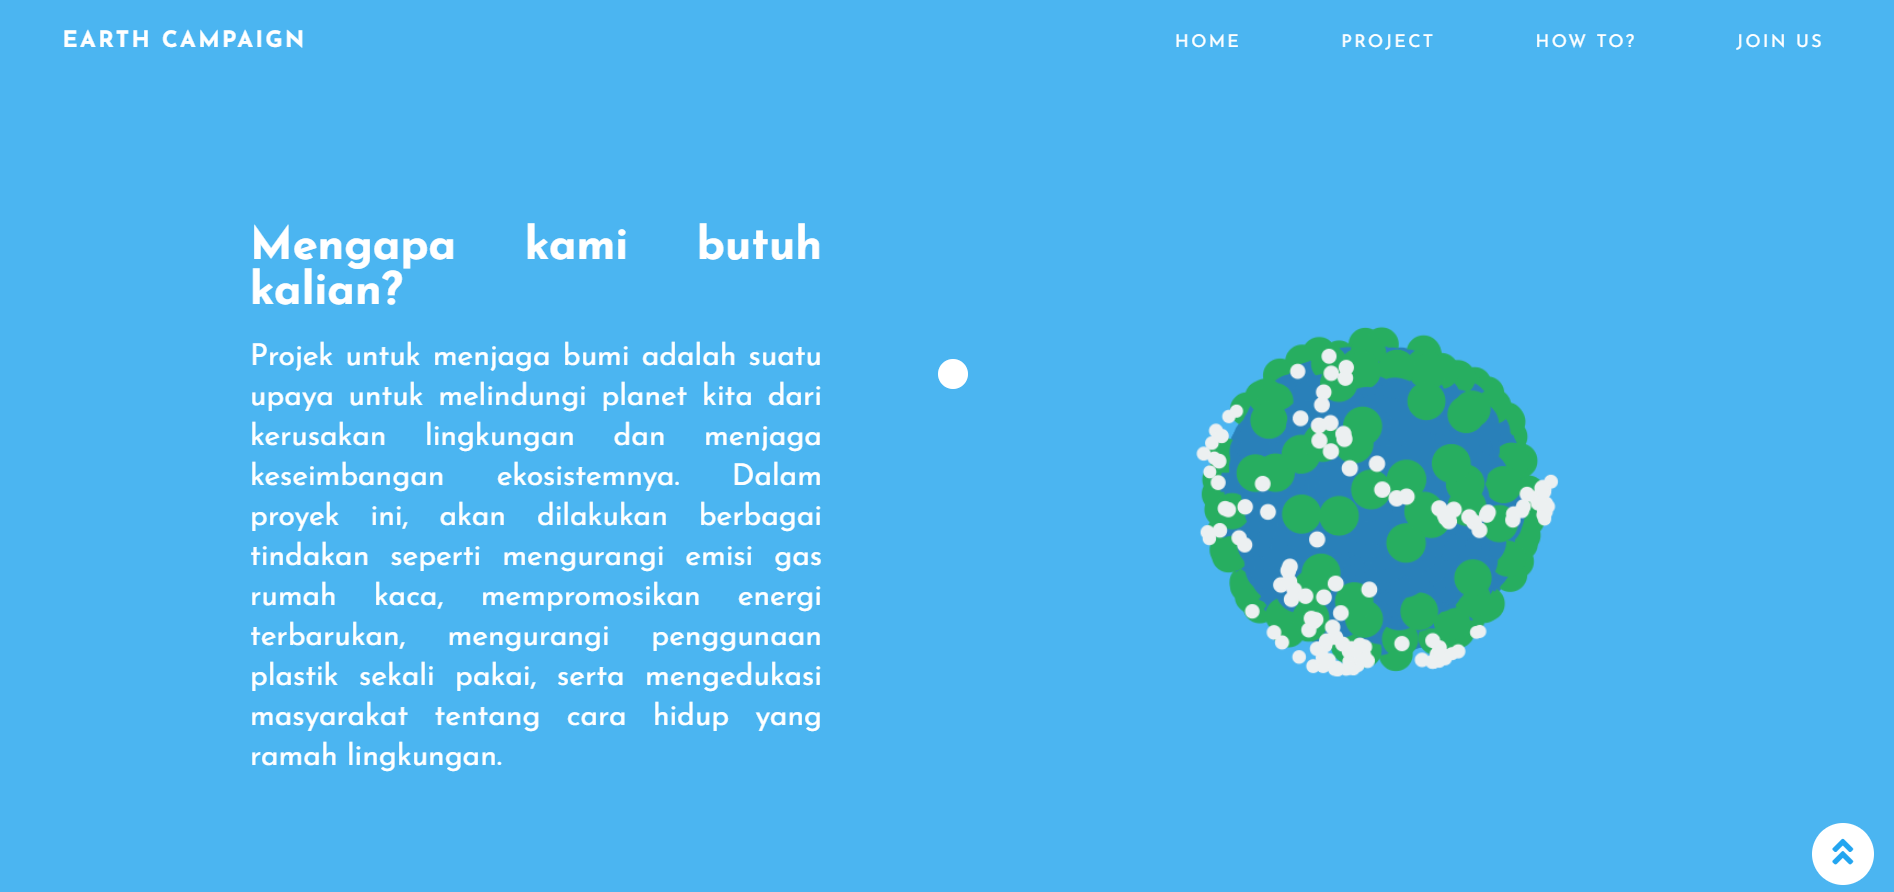 EARTH CAMPAIGN
HOME
PROJECT
HOW TO?
JOIN US
Mengapa kami butuh
kalian?
Projek untuk menjaga bumi adalah suatu
upaya untuk melindungi planet kita dari
kerusakan lingkungan dan menjaga
keseimbangan ekosistemnya. Dalam
proyek ini, akan dilakukan berbagai
tindakan seperti mengurangi emisi gas
rumah kaca, mempromosikan energi
terbarukan, mengurangi penggunaan
plastik sekali pakai, serta mengedukasi
masyarakat tentang cara hidup yang
ramah lingkungan.